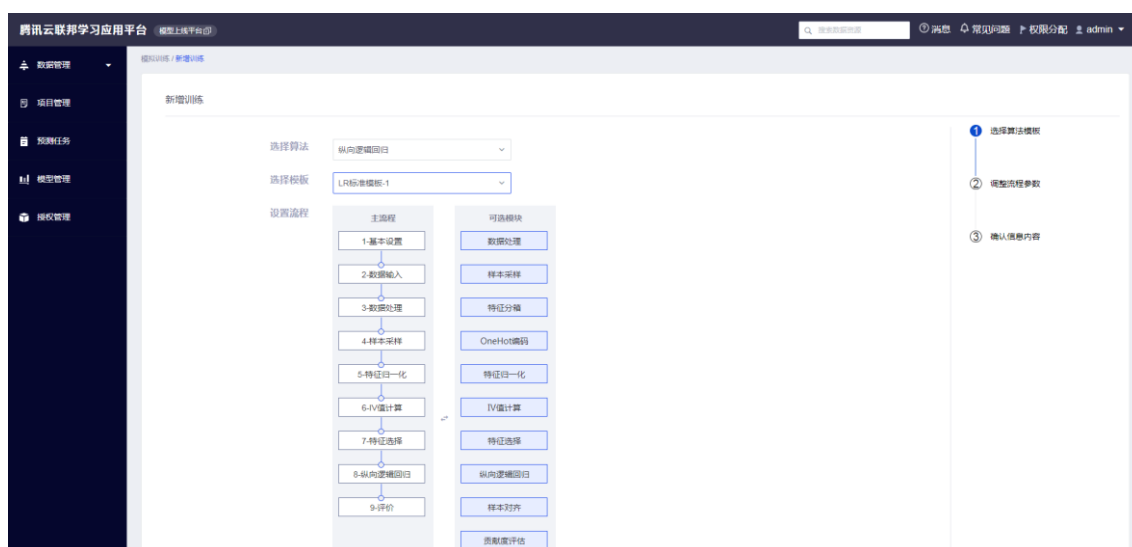 腾讯云联邦学习应用平台 模型上线平台
搜索数据资源 消息 常见问题 权限分配 admin
数据管理
项目管理
预测任务
模型管理
授权管理
模拟训练 / 新增训练
新增训练
选择算法 纵向逻辑回归
选择模板 LR标准模板-1
设置流程
主流程
1-基本设置
2-数据输入
3-数据处理
4-样本采样
5-特征归一化
6-IV值计算
7-特征选择
8-纵向逻辑回归
9-评价
可选模块
数据处理
样本采样
特征分箱
OneHot编码
特征归一化
IV值计算
特征选择
纵向逻辑回归
样本对齐
贡献度评估
1 选择算法模板
2 调整流程参数
3 确认信息内容